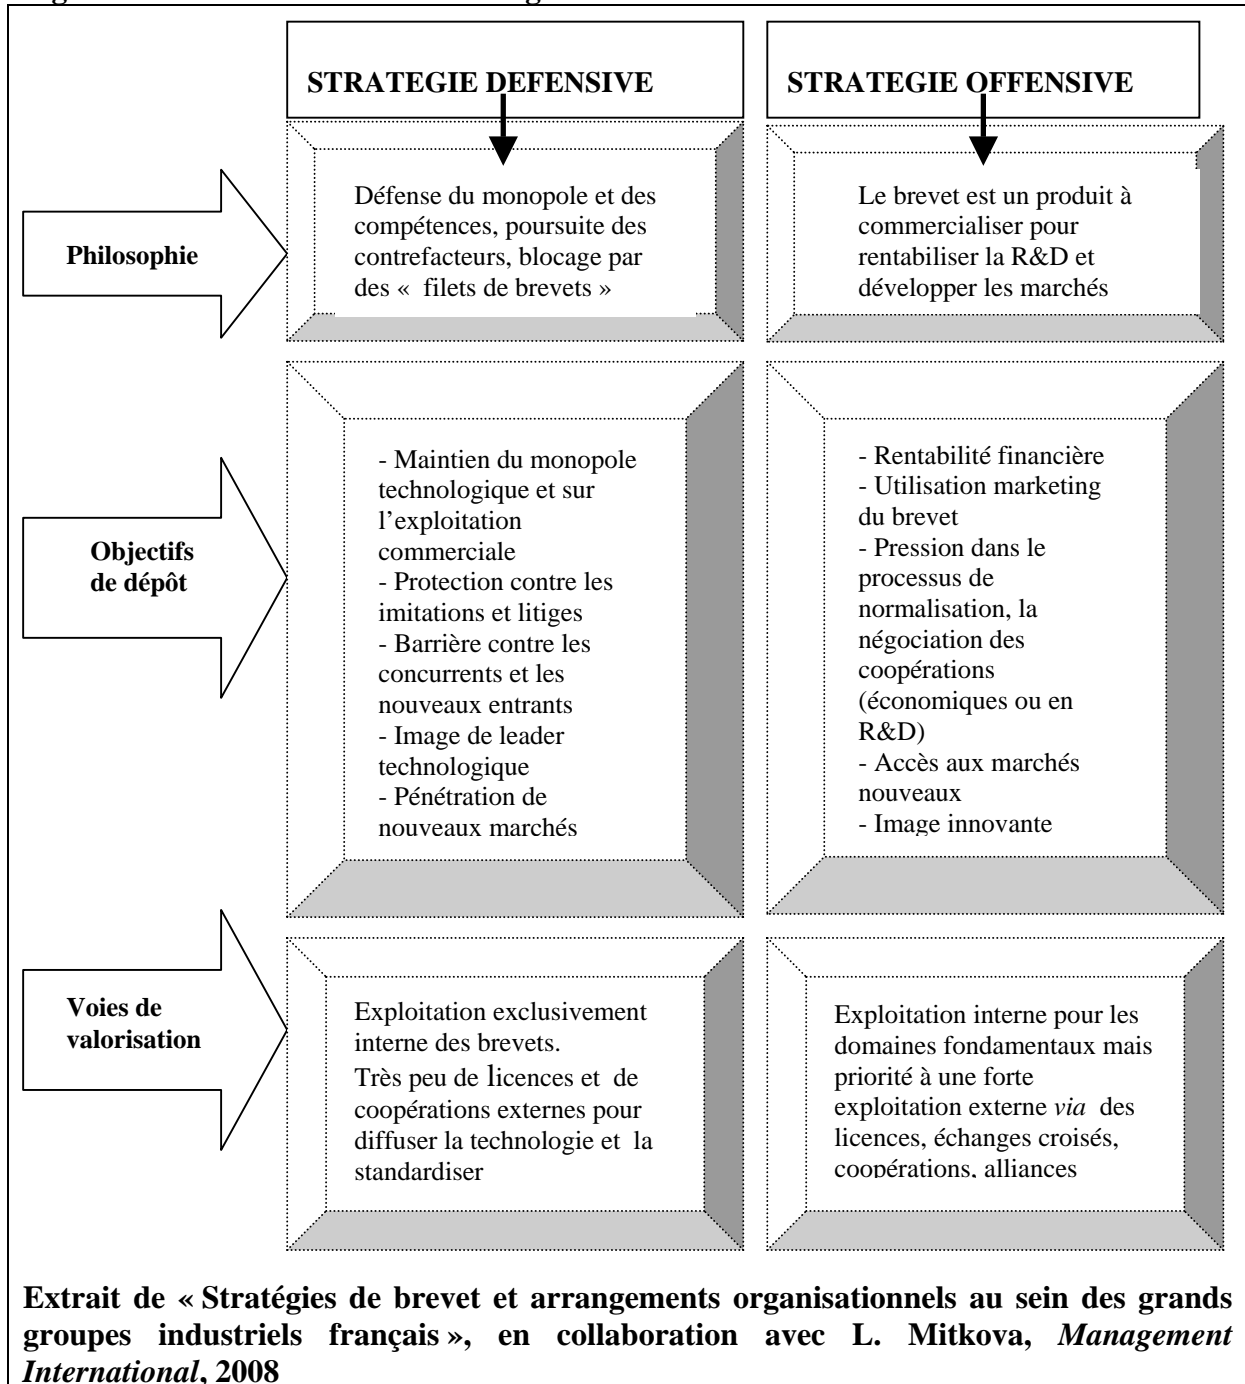 STRATEGIE DEFENSIVE
STRATEGIE OFFENSIVE
Philosophie
Défense du monopole et des
compétences, poursuite des
contrefacteurs, blocage par
des « filets de brevets »
Le brevet est un produit à
commercialiser pour
rentabiliser la R&D et
développer les marchés
Objectifs
de dépôt
- Maintien du monopole
technologique et sur
l’exploitation
commerciale
- Protection contre les
imitations et litiges
- Barrière contre les
concurrents et les
nouveaux entrants
- Image de leader
technologique
- Pénétration de
nouveaux marchés
- Rentabilité financière
- Utilisation marketing
du brevet
- Pression dans le
processus de
normalisation, la
négociation des
coopérations
(économiques ou en
R&D)
- Accès aux marchés
nouveaux
- Image innovante
Voies de
valorisation
Exploitation exclusivement
interne des brevets.
Très peu de licences et de
coopérations externes pour
diffuser la technologie et la
standardiser
Exploitation interne pour les
domaines fondamentaux mais
priorité à une forte
exploitation externe via des
licences, échanges croisés,
coopérations, alliances
Extrait de « Stratégies de brevet et arrangements organisationnels au sein des grands
groupes industriels français », en collaboration avec L. Mitkova, Management
International, 2008